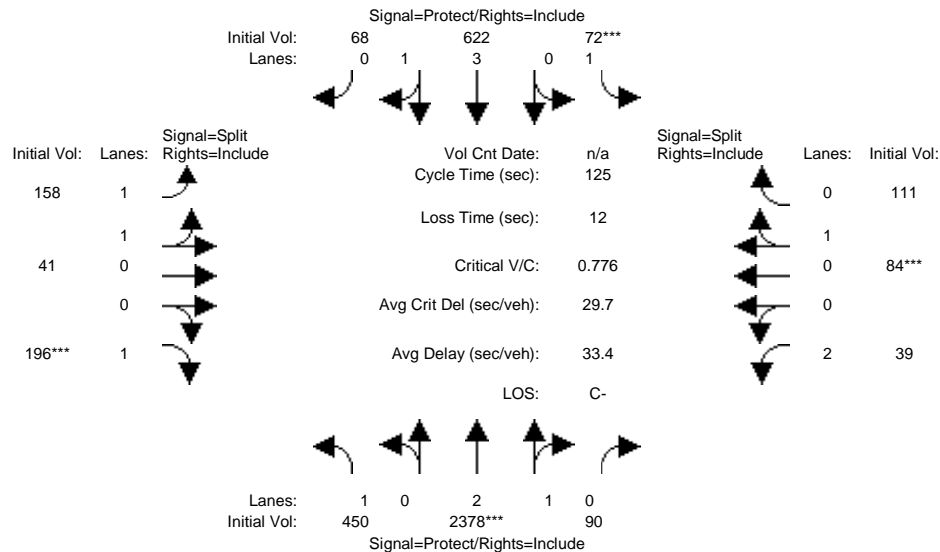 Signal=Protect/Rights=Include
Initial Vol: 68 622 72***
Lanes: 0 1 3 0 1
Signal=Split
Initial Vol: Lanes: Rights=Include
Vol Cnt Date: n/a
Signal=Split
Rights=Include Lanes: Initial Vol:
Cycle Time (sec): 125
158 1 0 111
Loss Time (sec): 12
1 1
41 0 Critical V/C: 0.776 0 84***
0 Avg Crit Del (sec/veh): 29.7 0
196*** 1 Avg Delay (sec/veh): 33.4 2 39
LOS: C-
Lanes: 1 0 2 1 0
Initial Vol: 450 2378*** 90
Signal=Protect/Rights=Include